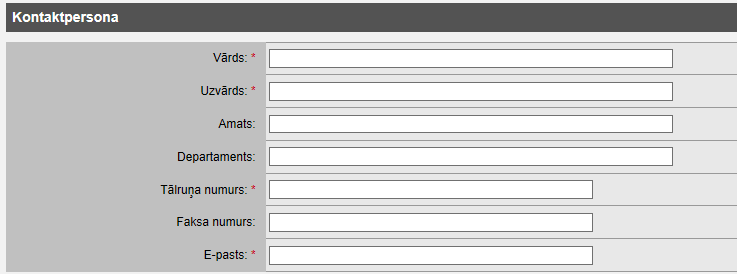 Kontaktpersona
Vārds: *
Uzvārds: *
Amats:
Departaments:
Tālruņa numurs: *
Faksa numurs:
E-pasts: *